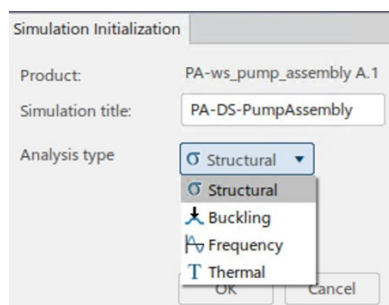 Simulation Initialization
Product: PA-ws_pump_assembly A.1
Simulation title: PA-DS-PumpAssembly
Analysis type σ Structural
σ Structural
Buckling
Frequency
T Thermal
OK Cancel